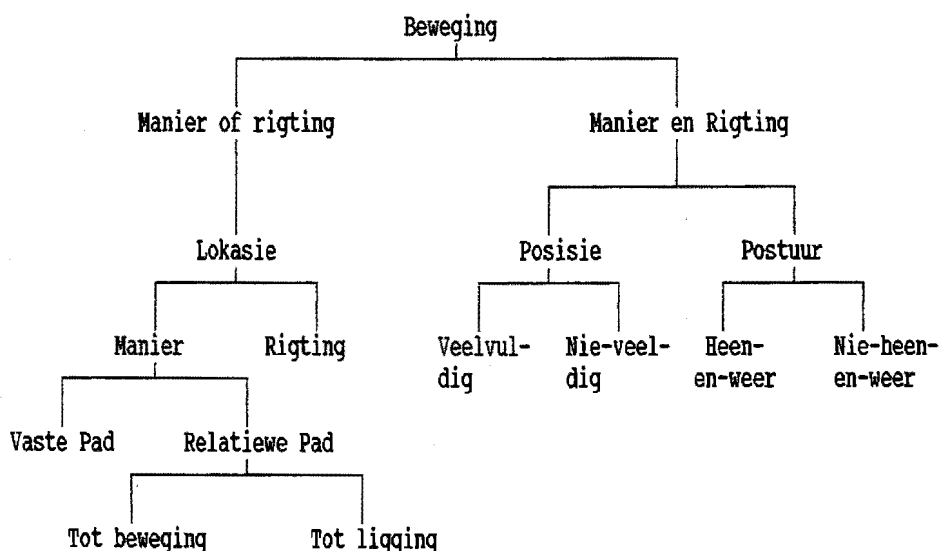 Beweging
Manier of rigting Manier en Rigting
Lokasie Posisie Postuur
Manier Rigting Veelvul- Nie-veel- Heen- Nie-heen-
dig dig en-weer en-weer
Vaste Pad Relatiewe Pad
Tot beweging Tot ligging